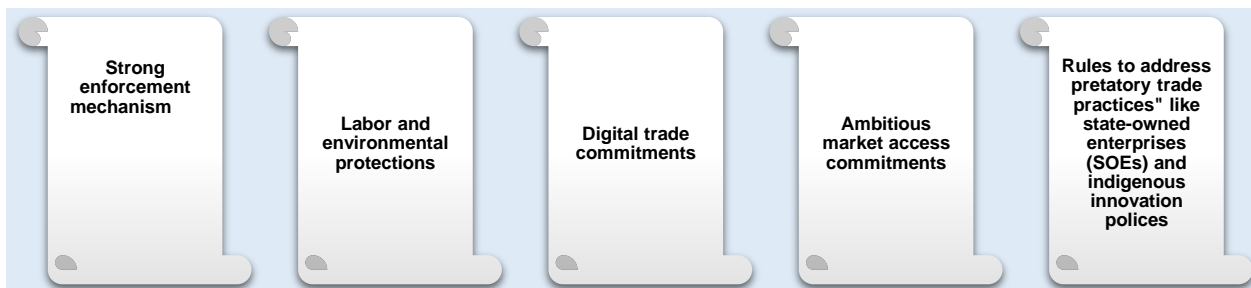 Strong
enforcement
mechanism
Labor and
environmental
protections
Digital trade
commitments
Ambitious
market access
commitments
Rules to address
pretatory trade
practices" like
state-owned
enterprises
(SOEs) and
indigenous
innovation
polices